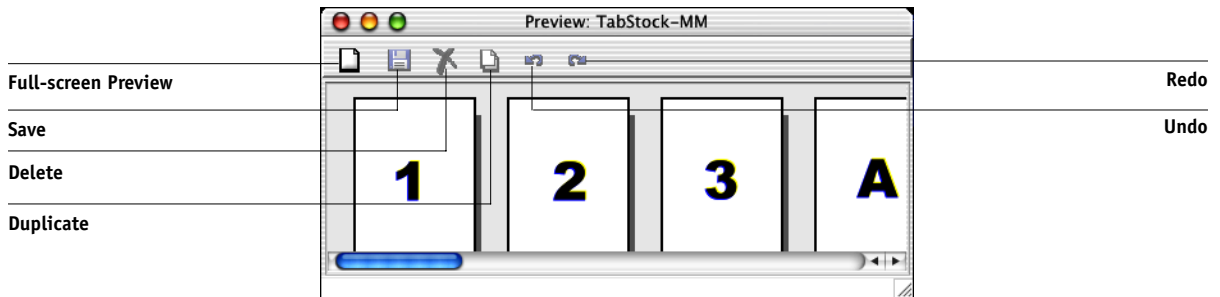 Preview: TabStock-MM
Full-screen Preview
Redo
Save
Undo
Delete
Duplicate
1 2 3 A